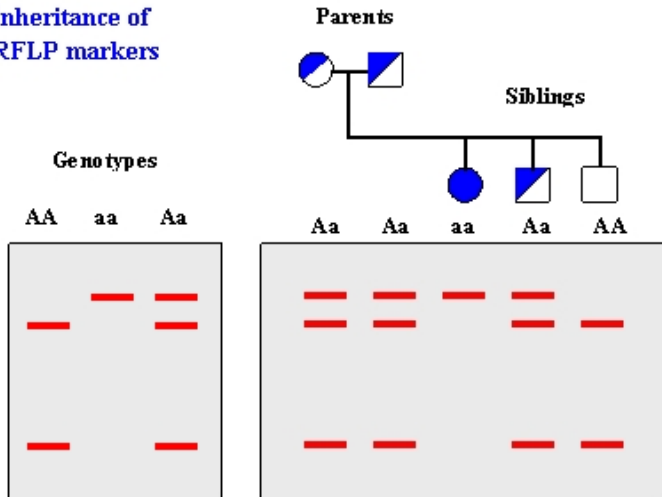 nheritance of
RFLP markers
Parents
Siblings
Genotypes
AA aa Aa
Aa Aa aa Aa AA